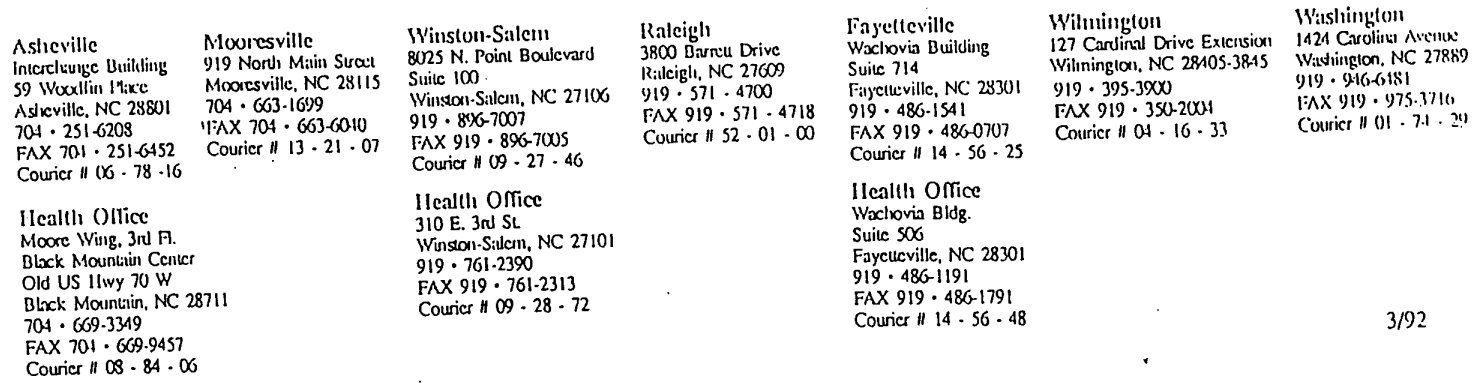 Asheville
Interchange Building
59 Woodfin Place
Asheville, NC 28801
704 • 251-6208
FAX 704 • 251-6452
Courier # 06 - 78 -16
Mooresville
919 North Main Street
Mooresville, NC 28115
704 • 663-1699
FAX 704 • 663-6040
Courier # 13 - 21 - 07
Winston-Salem
8025 N. Point Boulevard
Suite 100
Winston-Salem, NC 27106
919 • 896-7007
FAX 919 • 896-7005
Courier # 09 - 27 - 46
Raleigh
3800 Barrett Drive
Raleigh, NC 27609
919 • 571 - 4700
FAX 919 • 571 - 4718
Courier # 52 - 01 - 00
Fayetteville
Wachovia Building
Suite 714
Fayetteville, NC 28301
919 • 486-1541
FAX 919 • 486-0707
Courier # 14 - 56 - 25
Wilmington
127 Cardinal Drive Extension
Wilmington, NC 28405-3845
919 • 395-3900
FAX 919 • 350-2004
Courier # 04 - 16 - 33
Washington
1424 Carolina Avenue
Washington, NC 27889
919 • 946-6481
FAX 919 • 975-3716
Courier # 01 - 74 - 29
Health Office
Moore Wing, 3rd Fl.
Black Mountain Center
Old US Hwy 70 W
Black Mountain, NC 28711
704 • 669-3349
FAX 704 • 669-9457
Courier # 08 - 84 - 06
Health Office
310 E. 3rd St.
Winston-Salem, NC 27101
919 • 761-2390
FAX 919 • 761-2313
Courier # 09 - 28 - 72
Health Office
Wachovia Bldg.
Suite 506
Fayetteville, NC 28301
919 • 486-1191
FAX 919 • 486-1791
Courier # 14 - 56 - 48
3/92